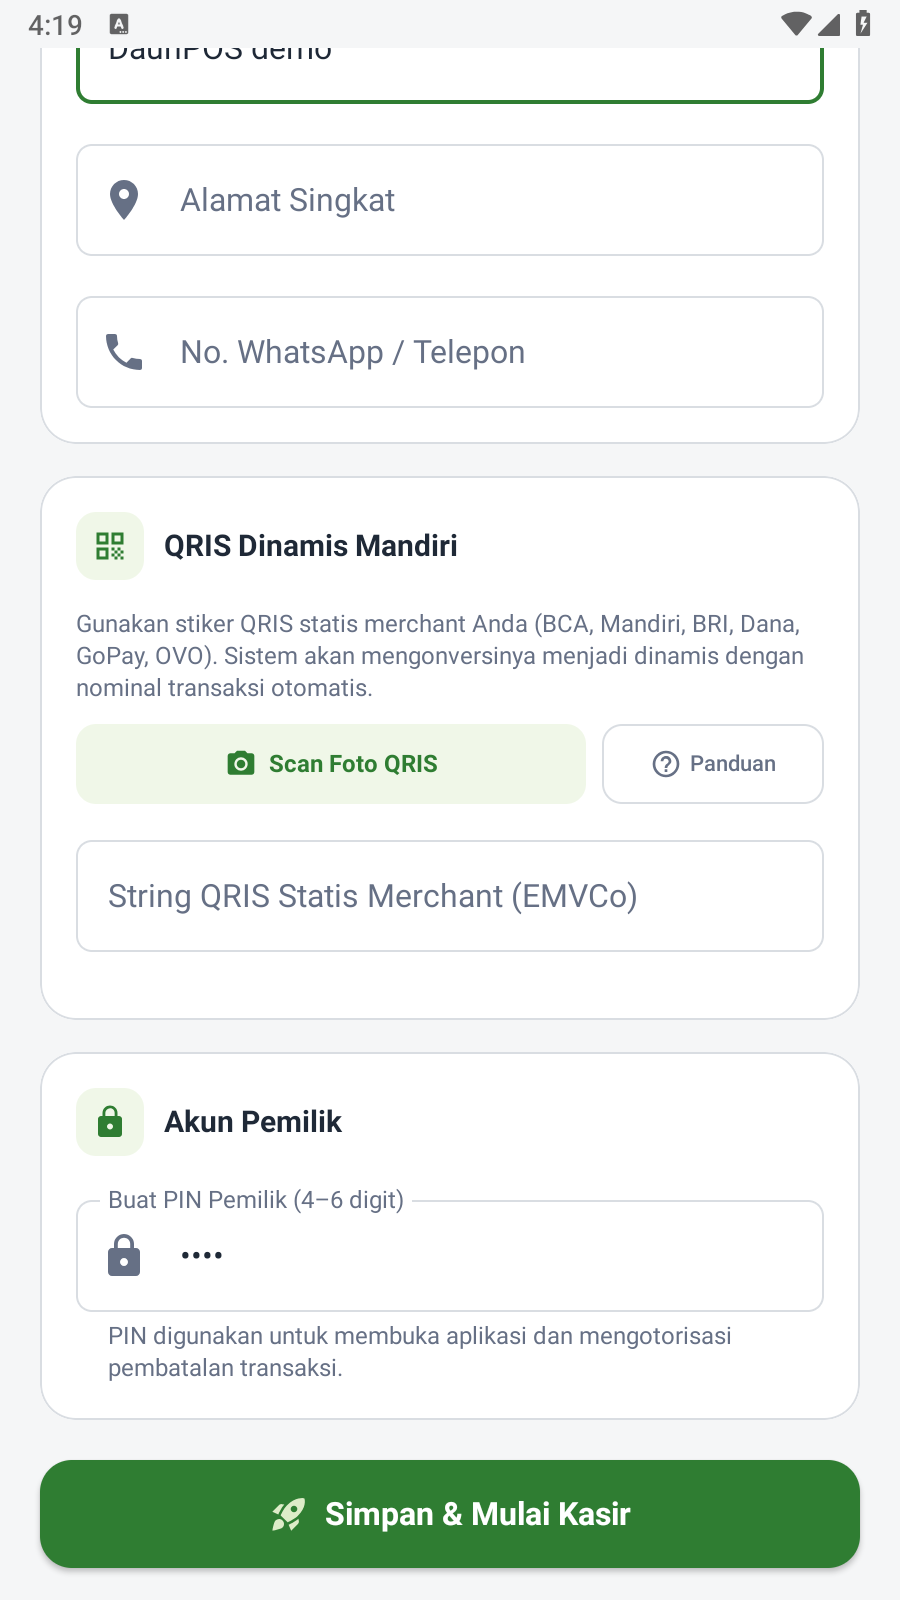 4:19
DaunPOS demo
Alamat Singkat
No. WhatsApp / Telepon
QRIS Dinamis Mandiri
Gunakan stiker QRIS statis merchant Anda (BCA, Mandiri, BRI, Dana,
GoPay, OVO). Sistem akan mengonversinya menjadi dinamis dengan
nominal transaksi otomatis.
Scan Foto QRIS
Panduan
String QRIS Statis Merchant (EMVCo)
Akun Pemilik
Buat PIN Pemilik (4–6 digit)
••••
PIN digunakan untuk membuka aplikasi dan mengotorisasi
pembatalan transaksi.
Simpan & Mulai Kasir